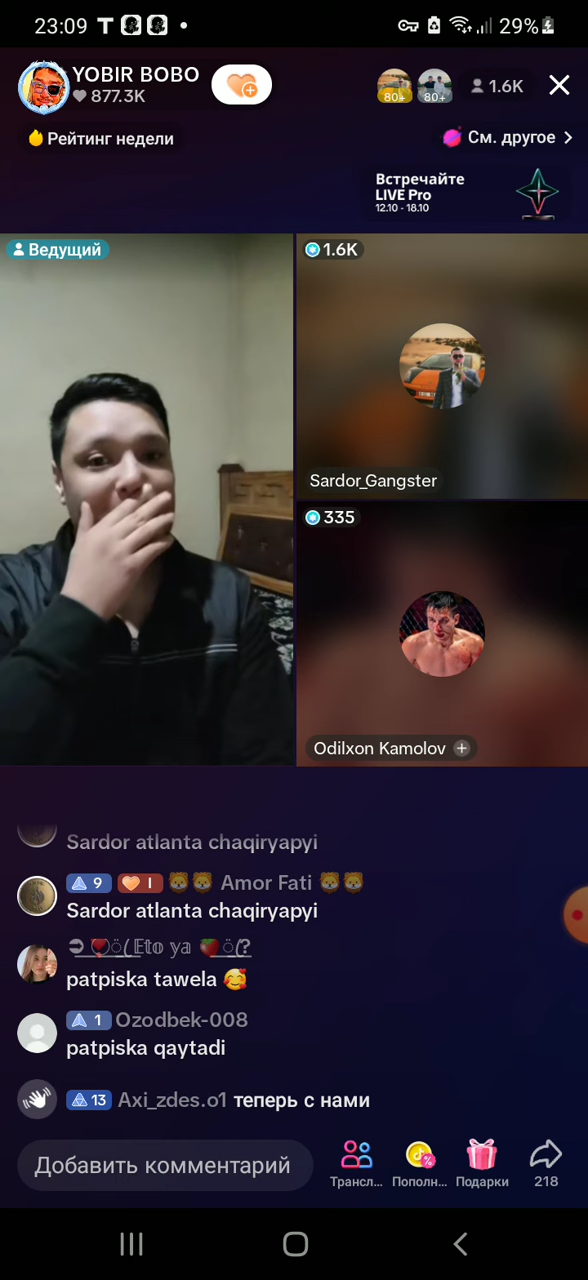 23:09 T 29%
YOBIR BOBO
877.3K
80+ 80+
1.6K
Рейтинг недели
См. другое
Встречайте
LIVE Pro
12.10 - 18.10
Ведущий
1.6K
Sardor_Gangster
335
Odilxon Kamolov
Sardor atlanta chaqiryapyi
9 I Amor Fati
Sardor atlanta chaqiryapyi
𝔼𝕥𝕠 𝕪𝕒
patpiska tawela
1 Ozodbek-008
patpiska qaytadi
13 Axi_zdes.o1 теперь с нами
Добавить комментарий
Трансл...
Пополн...
Подарки
218